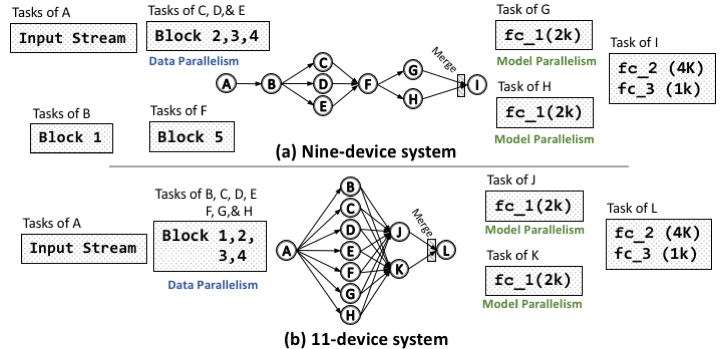 Tasks of A
Input Stream
Tasks of C, D,& E
Block 2,3,4
Data Parallelism
Tasks of B
Block 1
Tasks of F
Block 5
A
B
C
D
E
F
G
H
Merge
I
Task of G
fc_1(2k)
Model Parallelism
Task of H
fc_1(2k)
Model Parallelism
Task of I
fc_2 (4K)
fc_3 (1k)
(a) Nine-device system
Tasks of A
Input Stream
Tasks of B, C, D, E
F, G,& H
Block 1,2,
3,4
Data Parallelism
A
B
C
D
E
F
G
H
J
K
Merge
L
Task of J
fc_1(2k)
Model Parallelism
Task of K
fc_1(2k)
Model Parallelism
Task of L
fc_2 (4K)
fc_3 (1k)
(b) 11-device system